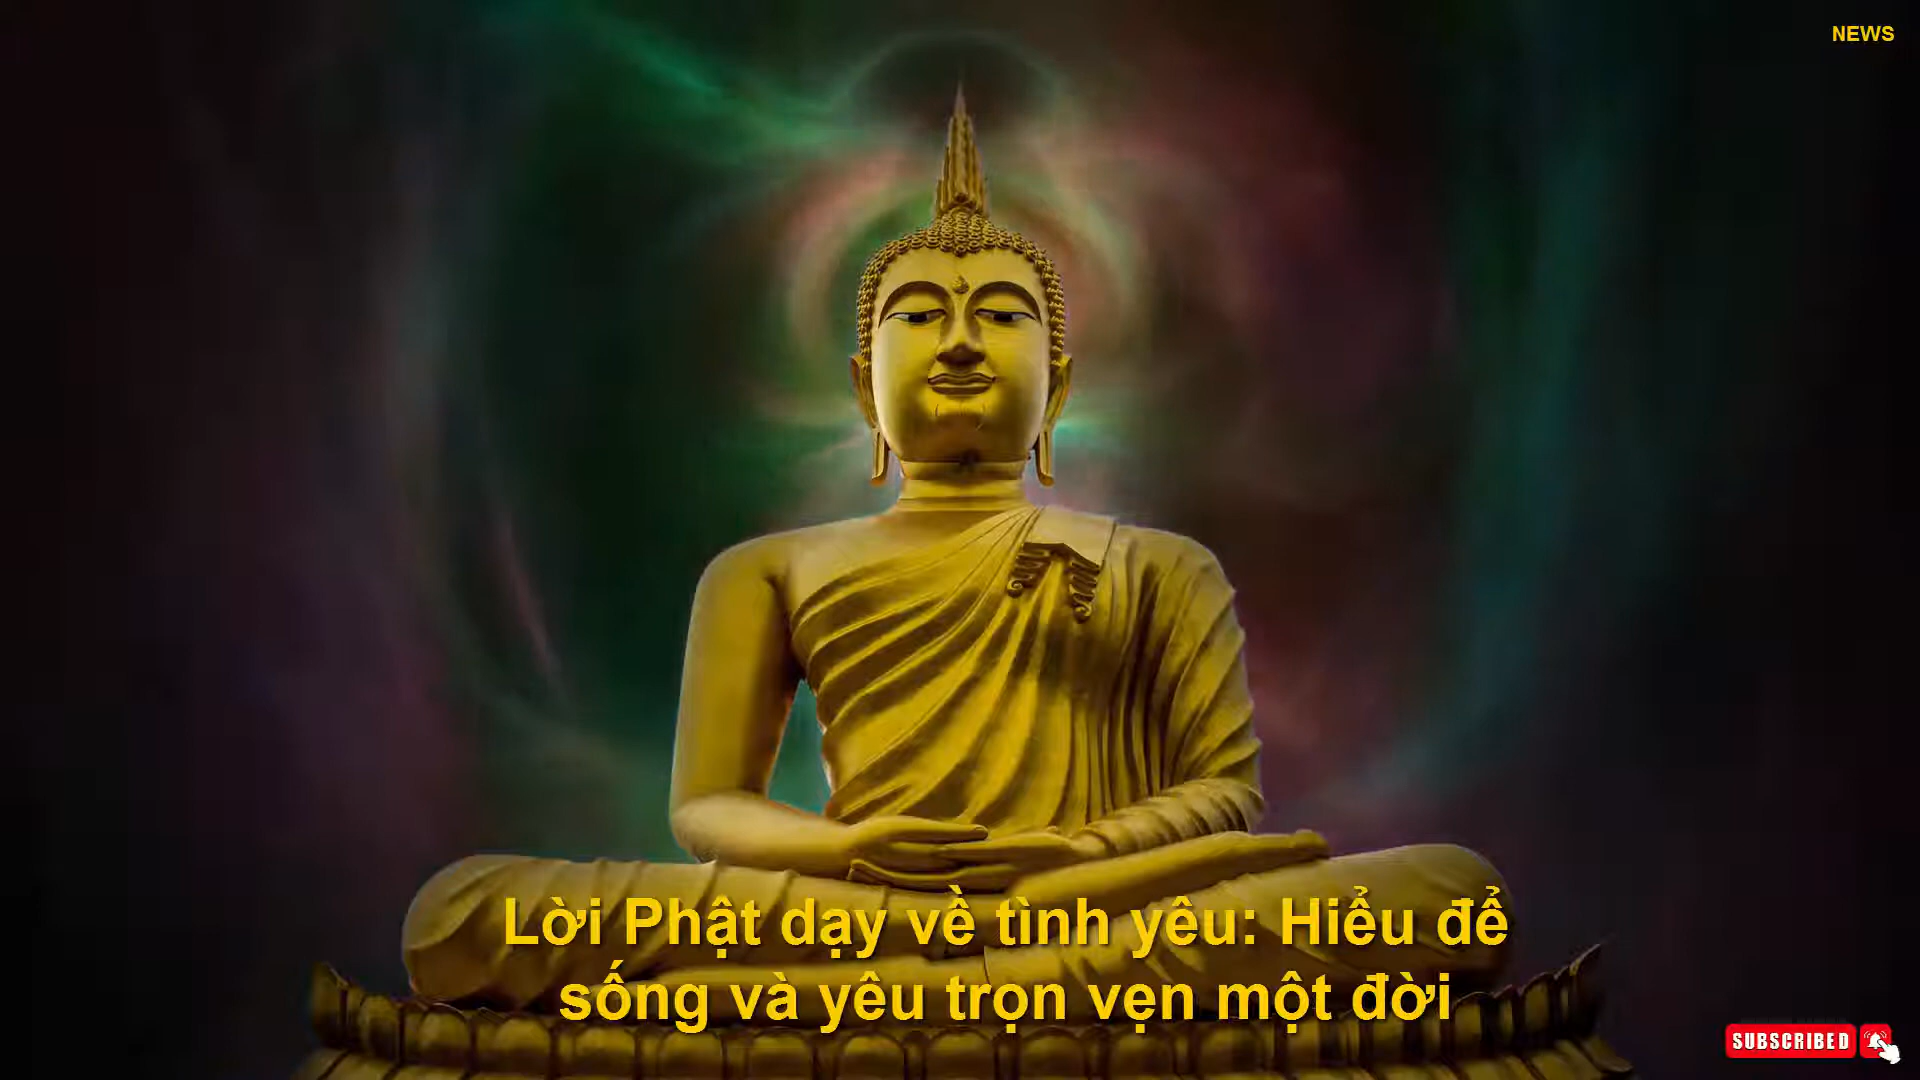 NEWS
Lời Phật dạy về tình yêu: Hiểu để
sống và yêu trọn vẹn một đời
SUBSCRIBED